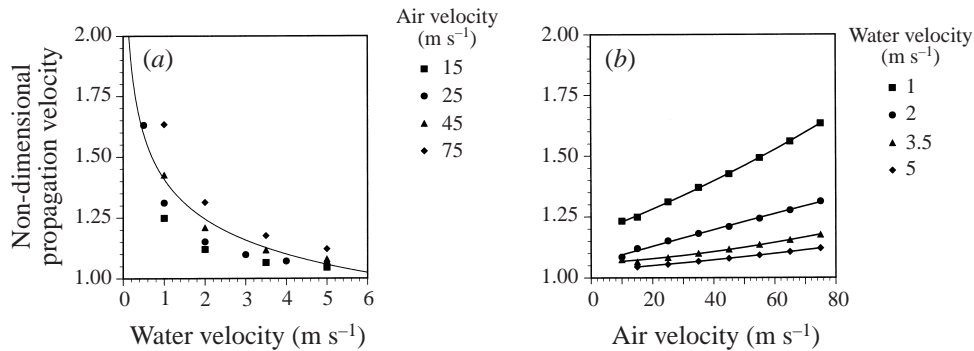 Non-dimensional
propagation velocity
2.00
1.75
1.50
1.25
1.00
(a)
0 1 2 3 4 5 6
Water velocity (m s⁻¹)
Air velocity
(m s⁻¹)
15
25
45
75
2.00
1.75
1.50
1.25
1.00
(b)
0 20 40 60 80
Air velocity (m s⁻¹)
Water velocity
(m s⁻¹)
1
2
3.5
5